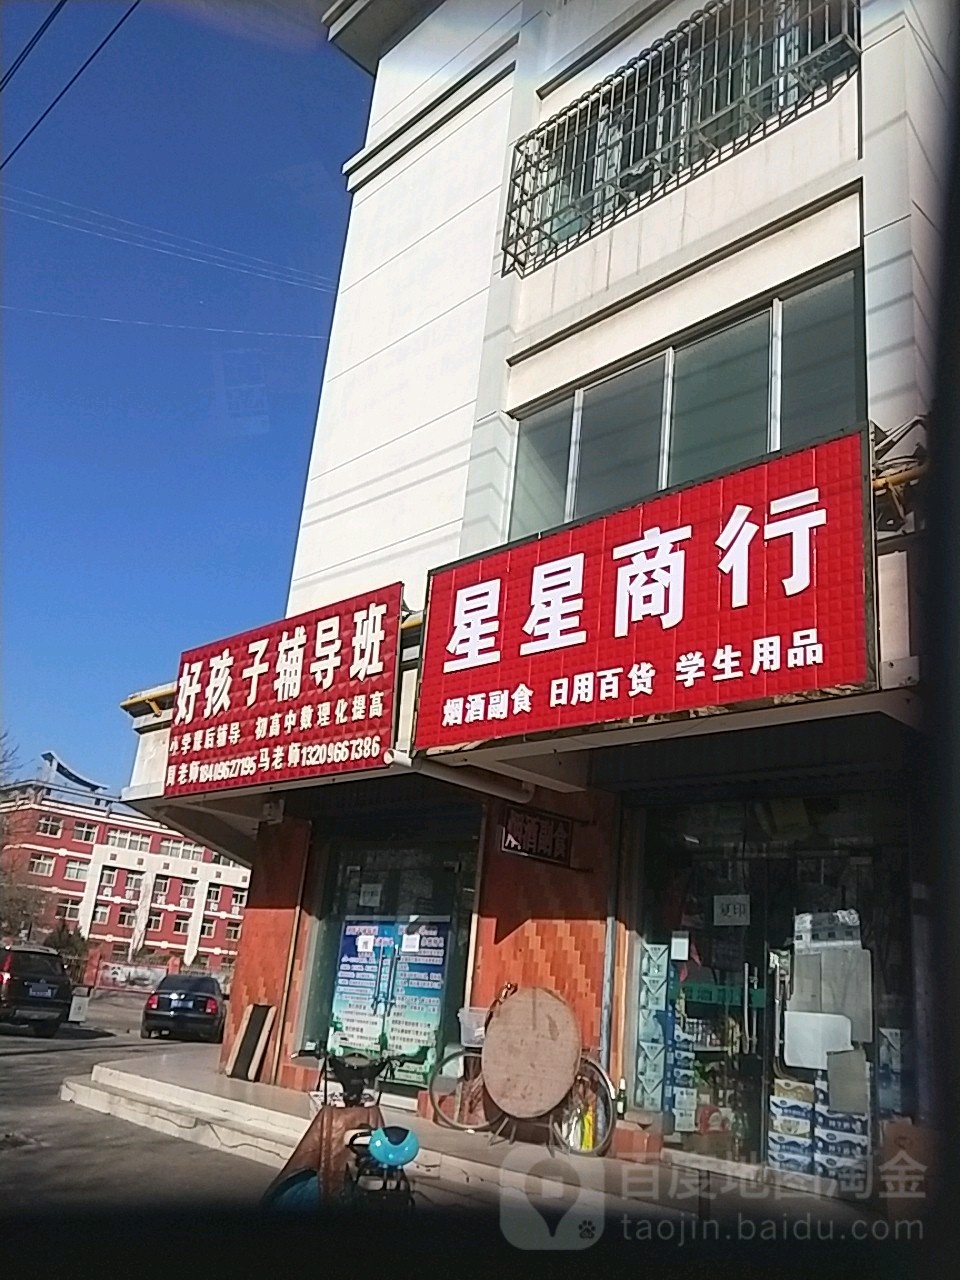 好孩子辅导班
小学课后辅导 初高中数理化提高
周老师18409627195马老师13209667386
星星商行
烟酒副食 日用百货 学生用品
烟酒副食
复印
百度地图淘金
taojin.baidu.com